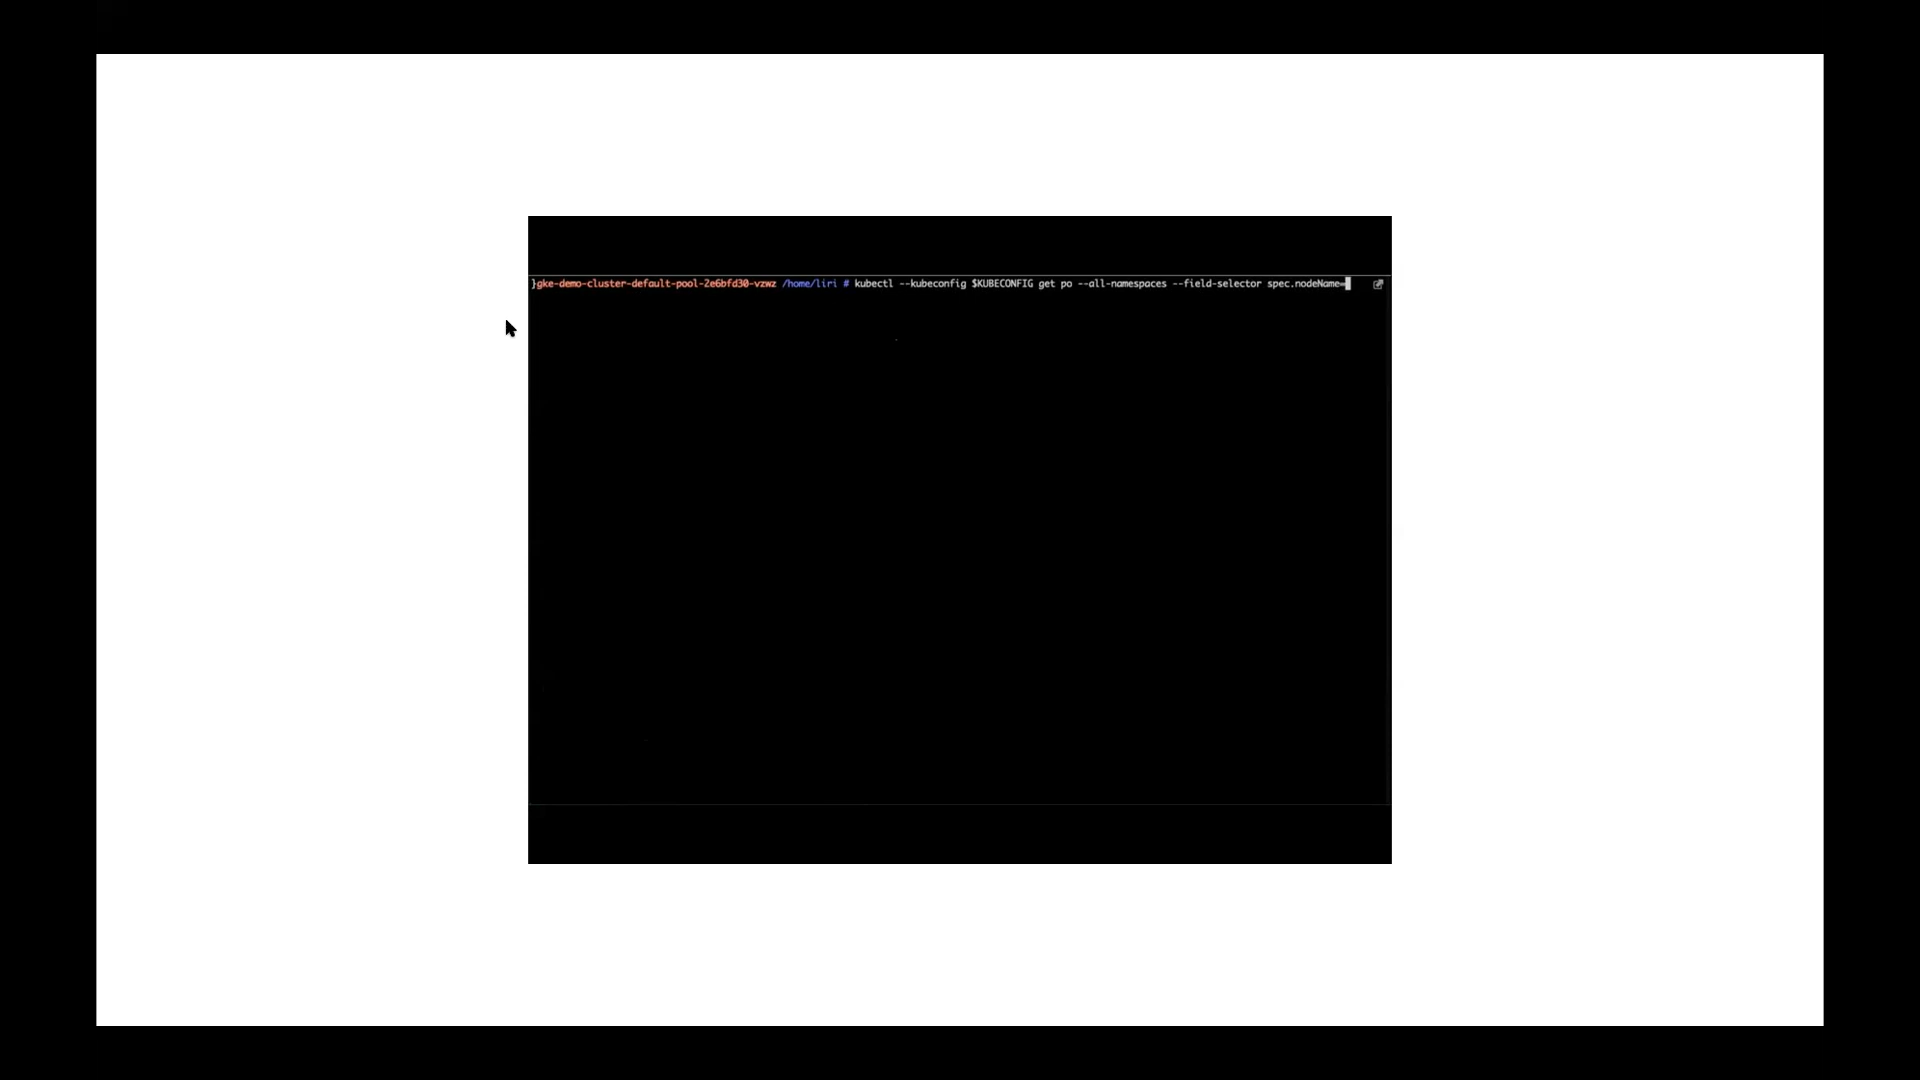 }gke-demo-cluster-default-pool-2e6bfd30-vzwz /home/liri # kubectl --kubeconfig $KUBECONFIG get po --all-namespaces --field-selector spec.nodeName=